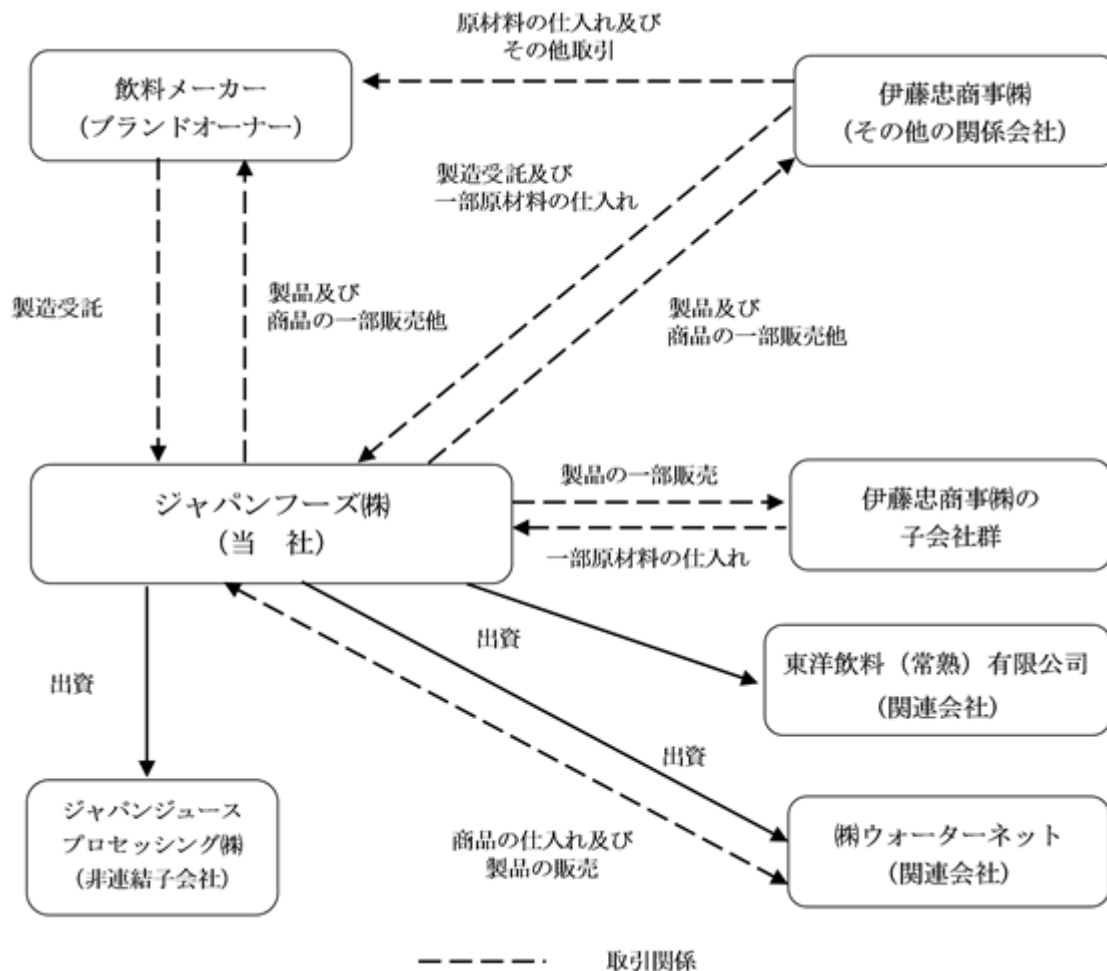 原材料の仕入れ及び
その他取引
飲料メーカー
（ブランドオーナー）
伊藤忠商事㈱
（その他の関係会社）
製造受託及び
一部原材料の仕入れ
製造受託
製品及び
商品の一部販売他
製品及び
商品の一部販売他
ジャパンフーズ㈱
（当　社）
製品の一部販売
一部原材料の仕入れ
伊藤忠商事㈱の
子会社群
出資
出資
東洋飲料（常熟）有限公司
（関連会社）
出資
ジャパンジュース
プロセッシング㈱
（非連結子会社）
商品の仕入れ及び
製品の販売
㈱ウォーターネット
（関連会社）
取引関係